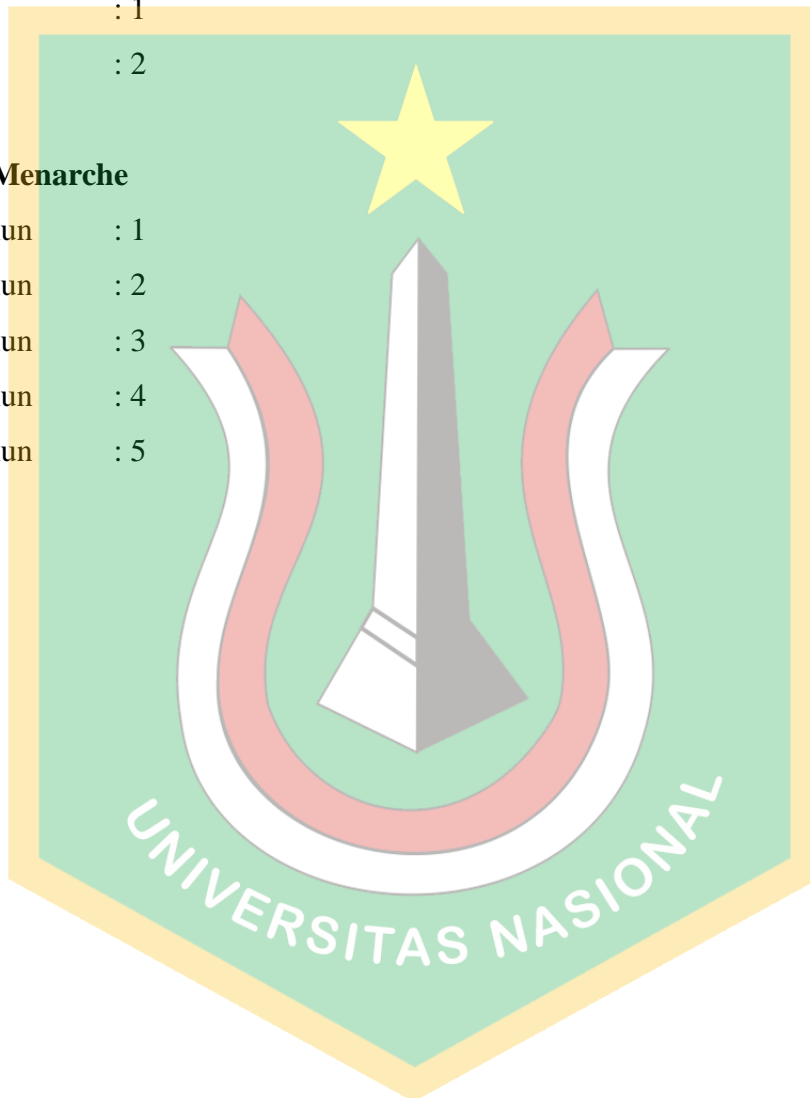 : 1
: 2
Menarche
un : 1
un : 2
un : 3
un : 4
un : 5
UNIVERSITAS NASIONAL